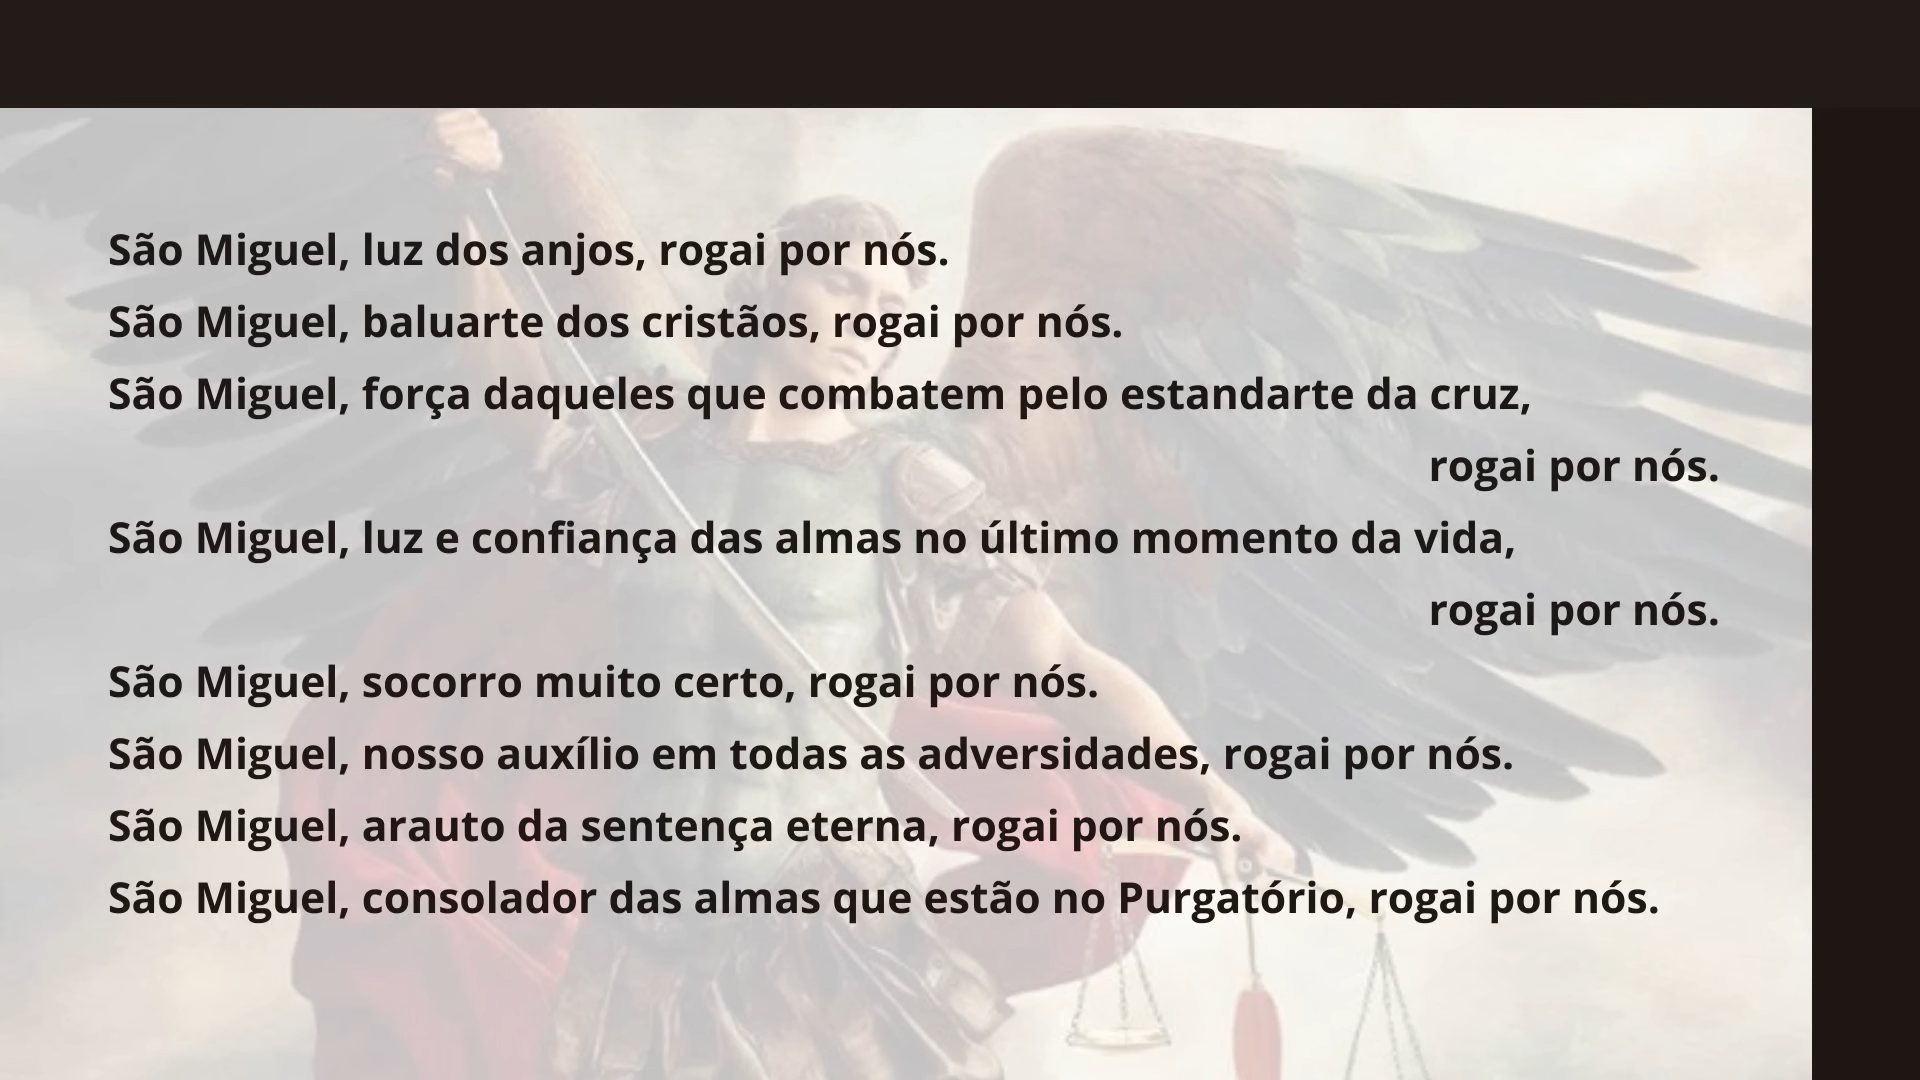 São Miguel, luz dos anjos, rogai por nós.
São Miguel, baluarte dos cristãos, rogai por nós.
São Miguel, força daqueles que combatem pelo estandarte da cruz,
rogai por nós.
São Miguel, luz e confiança das almas no último momento da vida,
rogai por nós.
São Miguel, socorro muito certo, rogai por nós.
São Miguel, nosso auxílio em todas as adversidades, rogai por nós.
São Miguel, arauto da sentença eterna, rogai por nós.
São Miguel, consolador das almas que estão no Purgatório, rogai por nós.